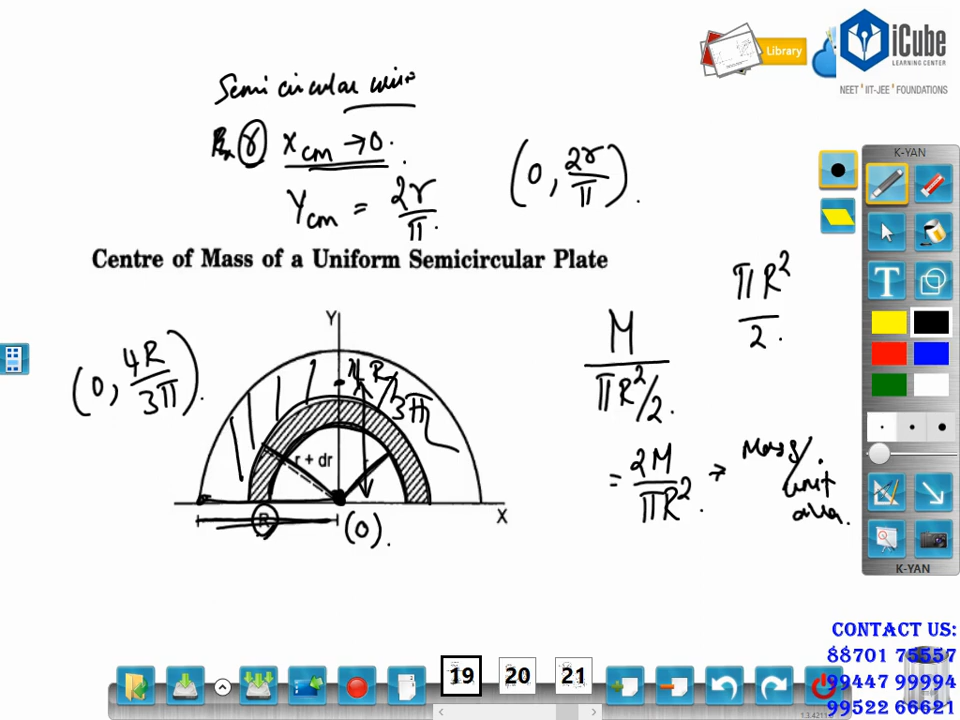 Library
iCube
LEARNING CENTER
NEET ' IIT-JEE ' FOUNDATIONS
Semi circular wire
r Xcm → 0.
Ycm = 2r/π
(0, 2r/π).
Centre of Mass of a Uniform Semicircular Plate
πR²/2.
Y
(0, 4R/3π).
4R/3π
M/πR²/2.
r + dr
r
= 2M/πR². → Mass/unit area.
R
(0).
X
K-YAN
T
K-YAN
CONTACT US:
88701 75557
99447 99994
99522 66621
19
20
21